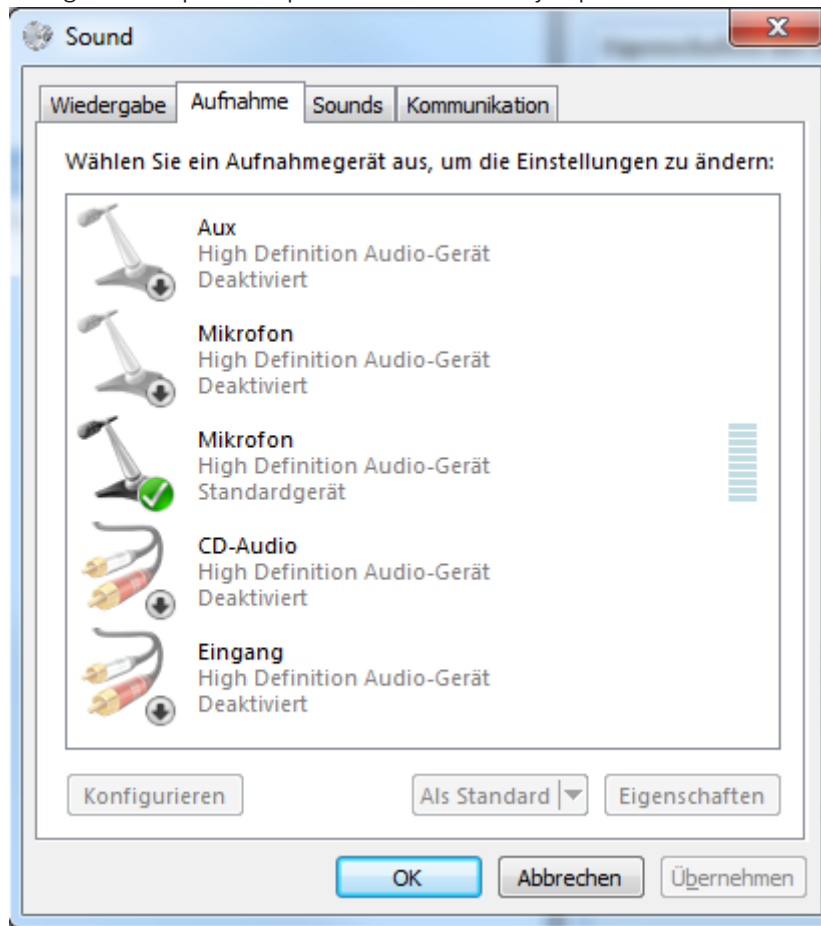 Sound
Wiedergabe Aufnahme Sounds Kommunikation
Wählen Sie ein Aufnahmegerät aus, um die Einstellungen zu ändern:
Aux
High Definition Audio-Gerät
Deaktiviert
Mikrofon
High Definition Audio-Gerät
Deaktiviert
Mikrofon
High Definition Audio-Gerät
Standardgerät
CD-Audio
High Definition Audio-Gerät
Deaktiviert
Eingang
High Definition Audio-Gerät
Deaktiviert
Konfigurieren Als Standard Eigenschaften
OK Abbrechen Übernehmen